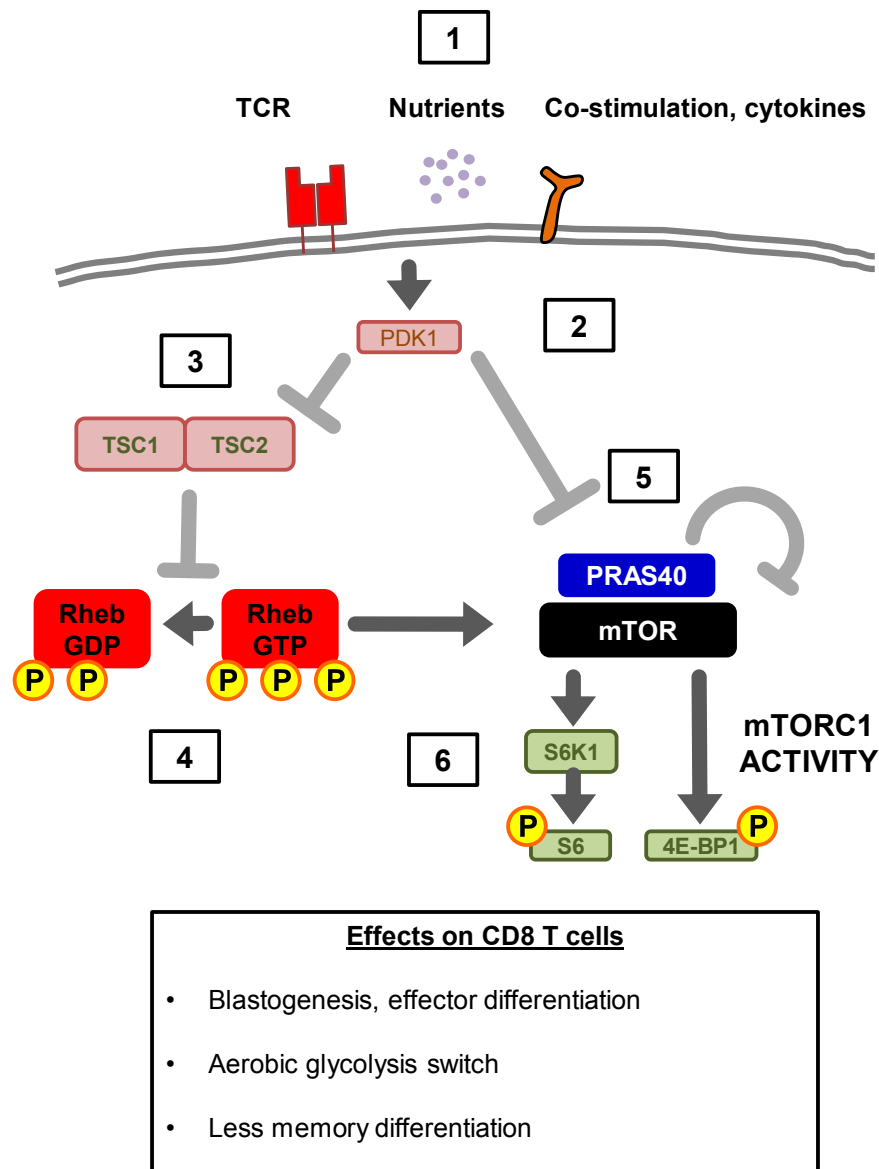 1
TCR Nutrients Co-stimulation, cytokines
2
PDK1
3
TSC1 TSC2
5
PRAS40
mTOR
Rheb
GDP
P P
Rheb
GTP
P P P
4
6
S6K1
mTORC1
ACTIVITY
P
S6
4E-BP1
P
Effects on CD8 T cells
• Blastogenesis, effector differentiation
• Aerobic glycolysis switch
• Less memory differentiation